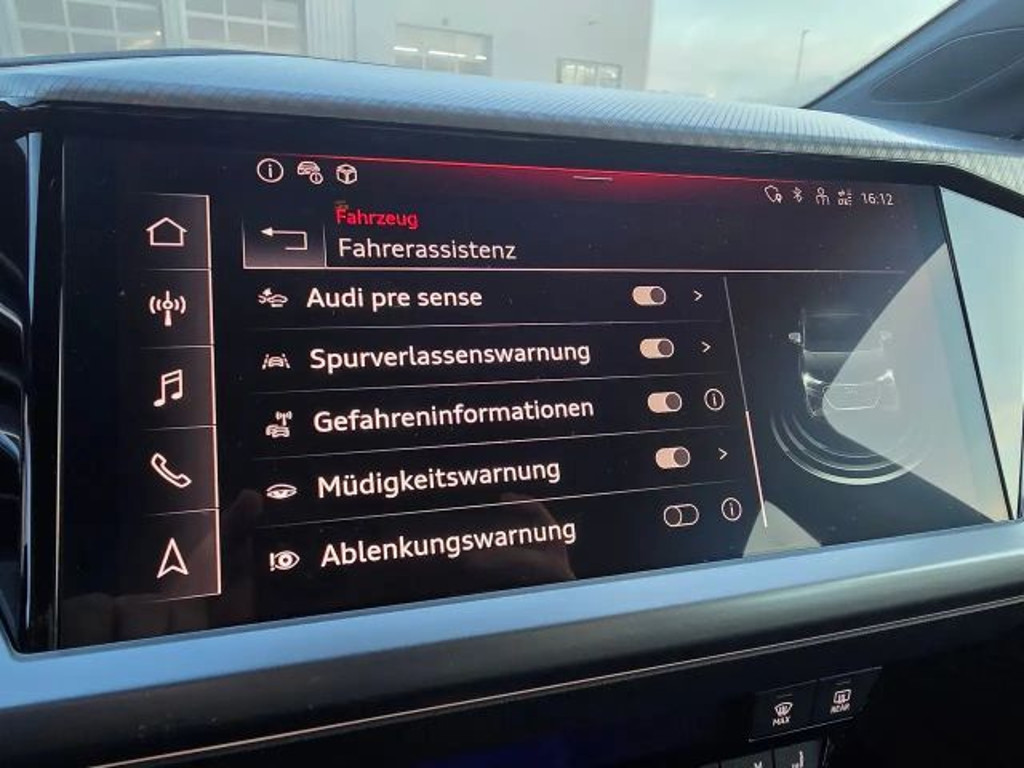 16:12
Fahrzeug
Fahrerassistenz
Audi pre sense
Spurverlassenswarnung
Gefahreninformationen
Müdigkeitswarnung
Ablenkungswarnung
MAX
REAR